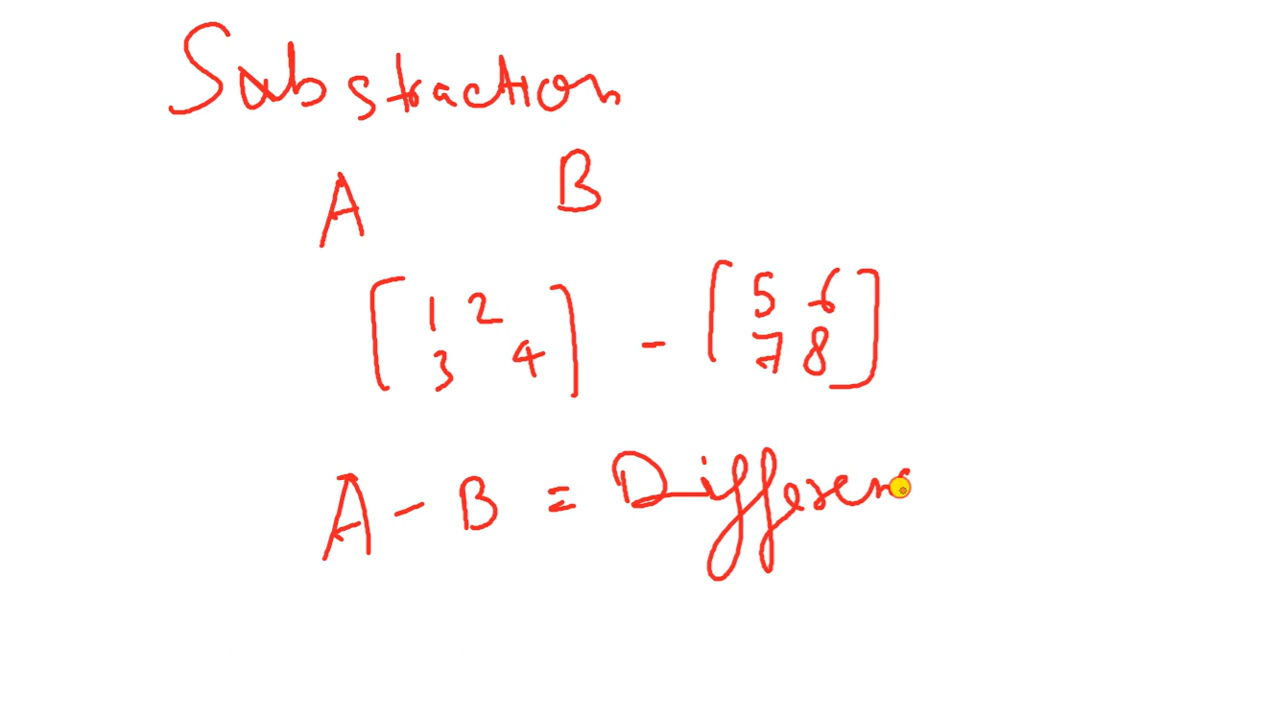 Substraction
A B
[ 1 2 ] - [ 5 6 ]
[ 3 4 ] [ 7 8 ]
A - B = Differen